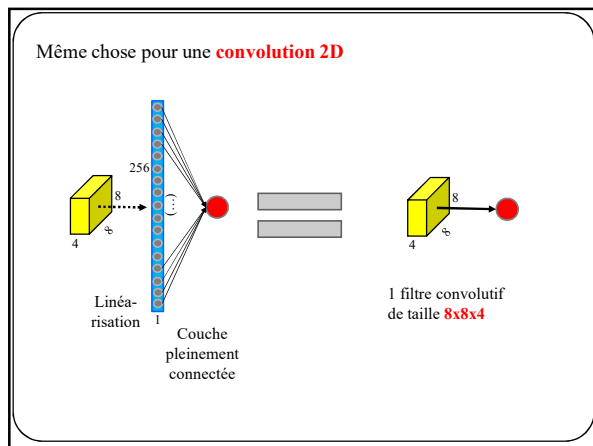 Même chose pour une convolution 2D
256
8
4
8
(…)
Linéa-
risation
1
Couche
pleinement
connectée
8
4
8
1 filtre convolutif
de taille 8x8x4